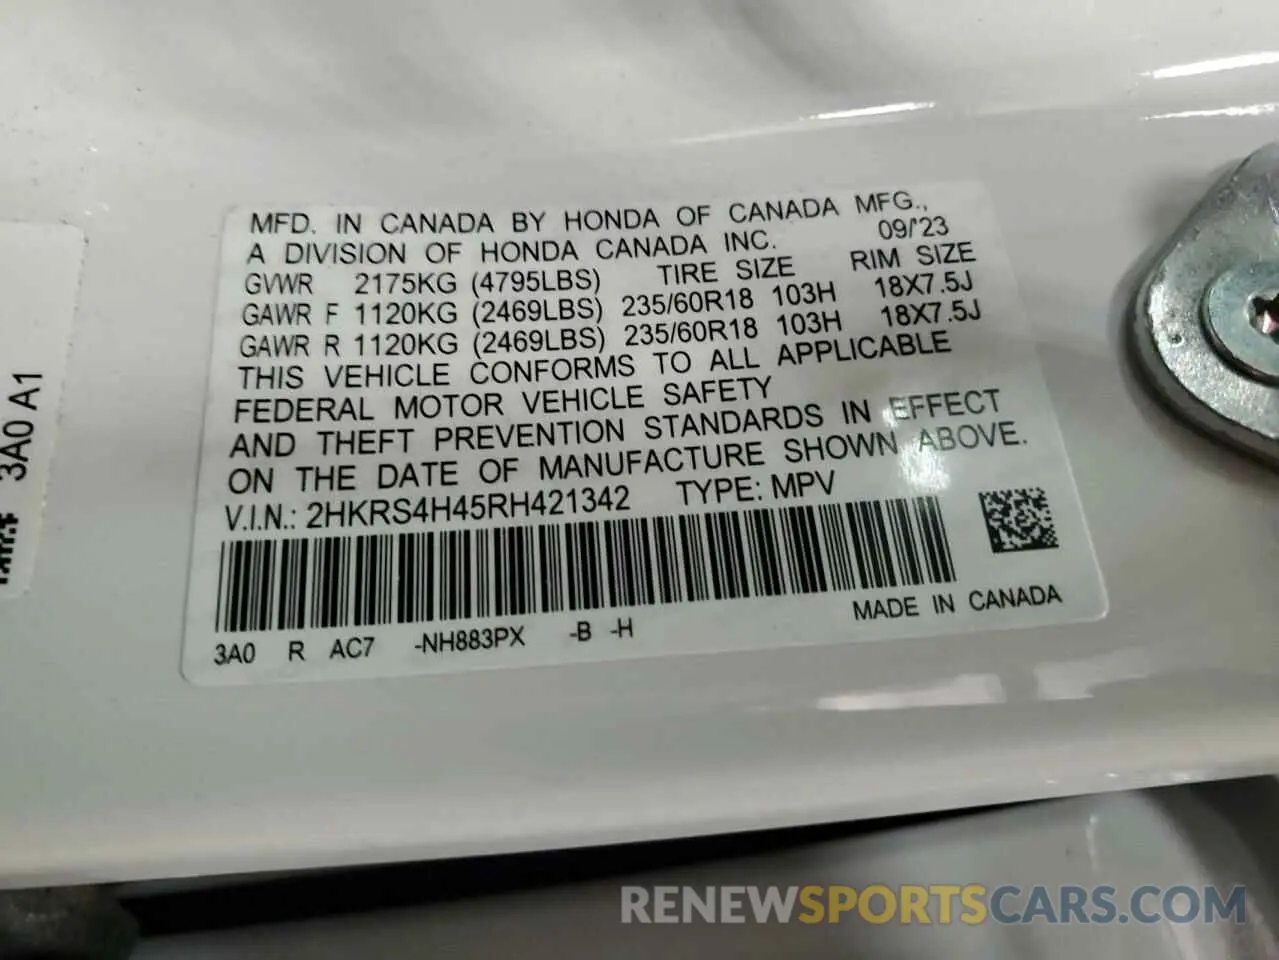 MFD. IN CANADA BY HONDA OF CANADA MFG.,
A DIVISION OF HONDA CANADA INC. 09/'23
GVWR 2175KG (4795LBS) TIRE SIZE RIM SIZE
GAWR F 1120KG (2469LBS) 235/60R18 103H 18X7.5J
GAWR R 1120KG (2469LBS) 235/60R18 103H 18X7.5J
THIS VEHICLE CONFORMS TO ALL APPLICABLE
FEDERAL MOTOR VEHICLE SAFETY
AND THEFT PREVENTION STANDARDS IN EFFECT
ON THE DATE OF MANUFACTURE SHOWN ABOVE.
V.I.N.: 2HKRS4H45RH421342 TYPE: MPV
MADE IN CANADA
3A0 R AC7 -NH883PX -B -H
3A0 A1
RENEWSPORTSCARS.COM